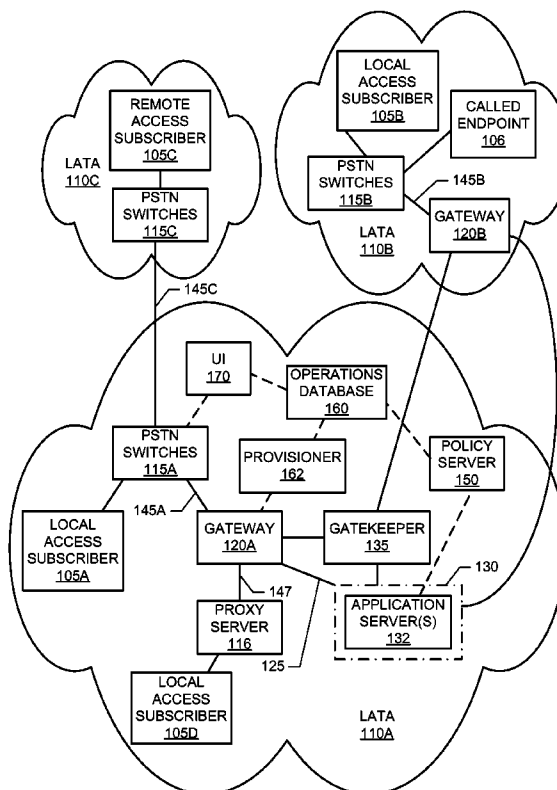 REMOTE
ACCESS
SUBSCRIBER
105C
LATA
110C
PSTN
SWITCHES
115C
LOCAL
ACCESS
SUBSCRIBER
105B
CALLED
ENDPOINT
106
PSTN
SWITCHES
115B
145B
LATA
110B
GATEWAY
120B
145C
UI
170
OPERATIONS
DATABASE
160
PSTN
SWITCHES
115A
PROVISIONER
162
POLICY
SERVER
150
145A
LOCAL
ACCESS
SUBSCRIBER
105A
GATEWAY
120A
GATEKEEPER
135
130
147
PROXY
SERVER
116
125
APPLICATION
SERVER(S)
132
LOCAL
ACCESS
SUBSCRIBER
105D
LATA
110A